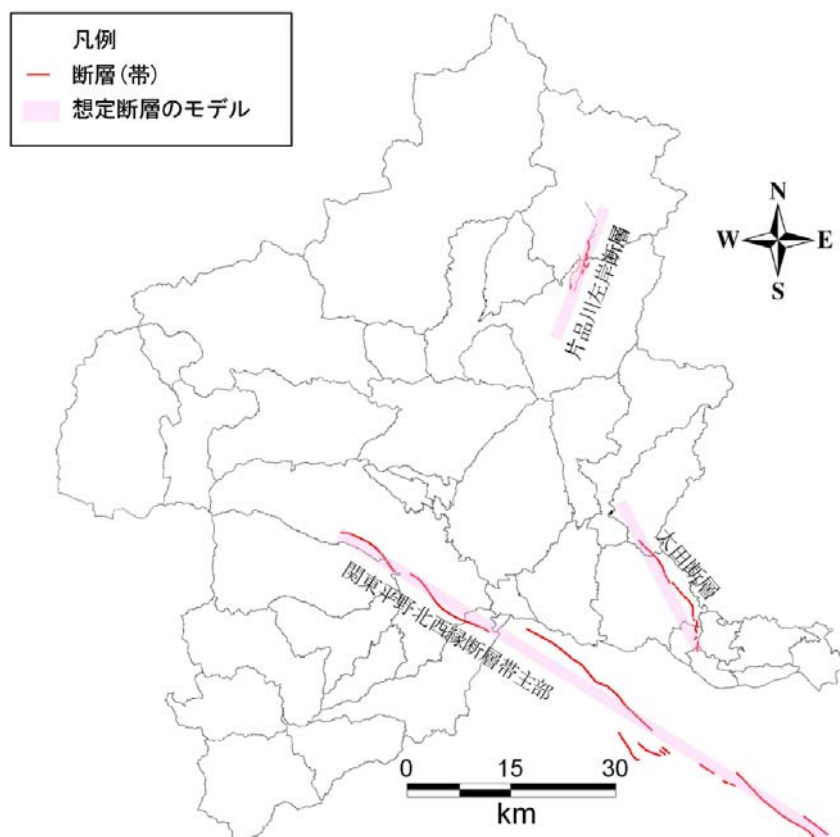 凡例
断層(帯)
想定断層のモデル
N
W
E
S
片品川左岸断層
太田断層
関東平野北西縁断層帯主部
0 15 30
km